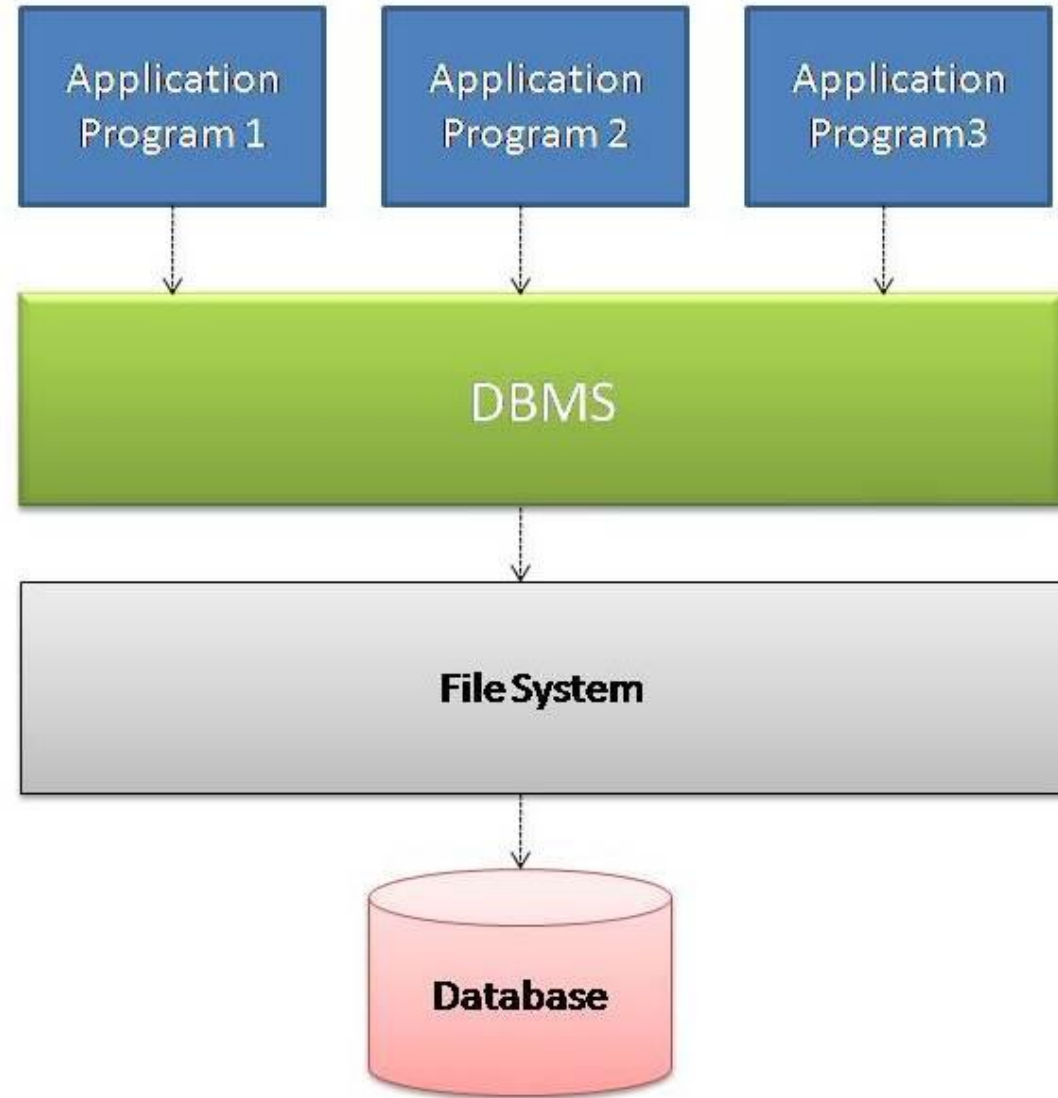 Application
Program 1
Application
Program 2
Application
Program3
DBMS
File System
Database